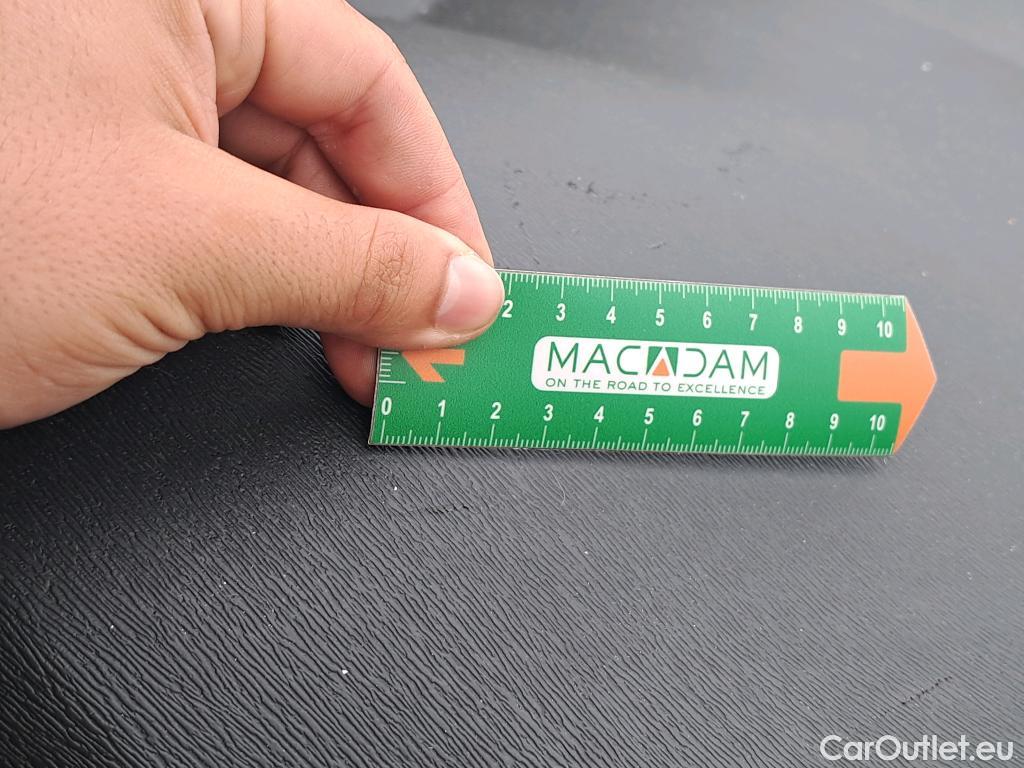 2 3 4 5 6 7 8 9 10
MACADAM
ON THE ROAD TO EXCELLENCE
0 1 2 3 4 5 6 7 8 9 10
CarOutlet.eu